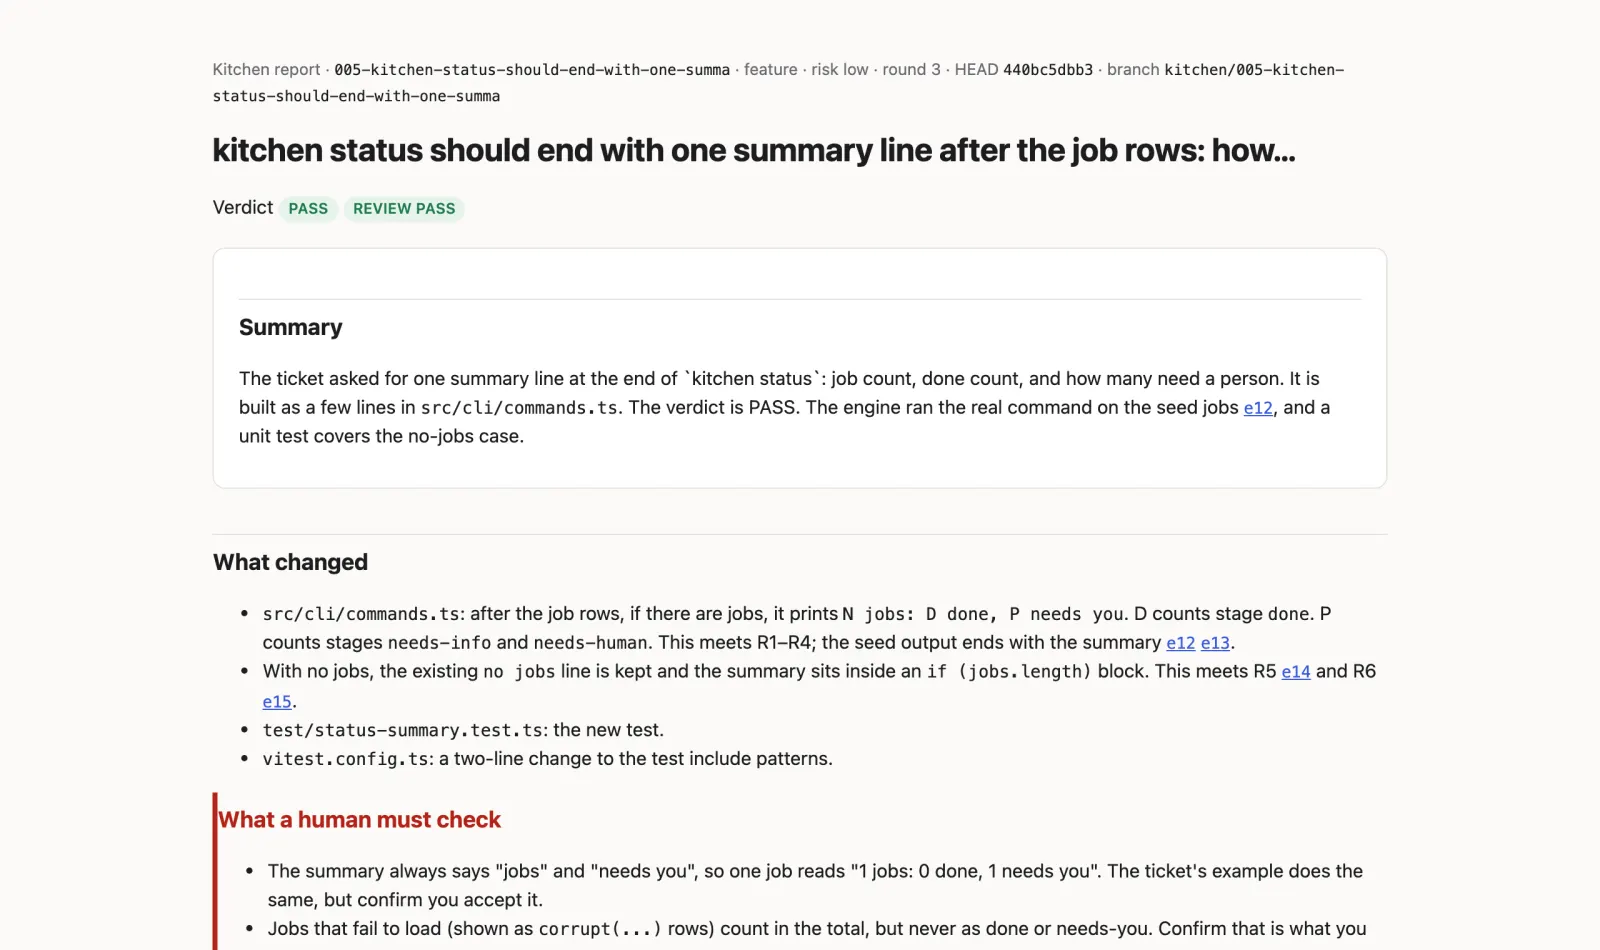 Kitchen report · 005-kitchen-status-should-end-with-one-summa · feature · risk low · round 3 · HEAD 440bc5dbb3 · branch kitchen/005-kitchen-
status-should-end-with-one-summa
kitchen status should end with one summary line after the job rows: how...
Verdict PASS REVIEW PASS
Summary
The ticket asked for one summary line at the end of `kitchen status`: job count, done count, and how many need a person. It is
built as a few lines in src/cli/commands.ts. The verdict is PASS. The engine ran the real command on the seed jobs e12, and a
unit test covers the no-jobs case.
What changed
• src/cli/commands.ts: after the job rows, if there are jobs, it prints N jobs: D done, P needs you. D counts stage done. P
counts stages needs-info and needs-human. This meets R1–R4; the seed output ends with the summary e12 e13.
• With no jobs, the existing no jobs line is kept and the summary sits inside an if (jobs.length) block. This meets R5 e14 and R6
e15.
• test/status-summary.test.ts: the new test.
• vitest.config.ts: a two-line change to the test include patterns.
What a human must check
• The summary always says "jobs" and "needs you", so one job reads "1 jobs: 0 done, 1 needs you". The ticket's example does the
same, but confirm you accept it.
• Jobs that fail to load (shown as corrupt(...) rows) count in the total, but never as done or needs-you. Confirm that is what you